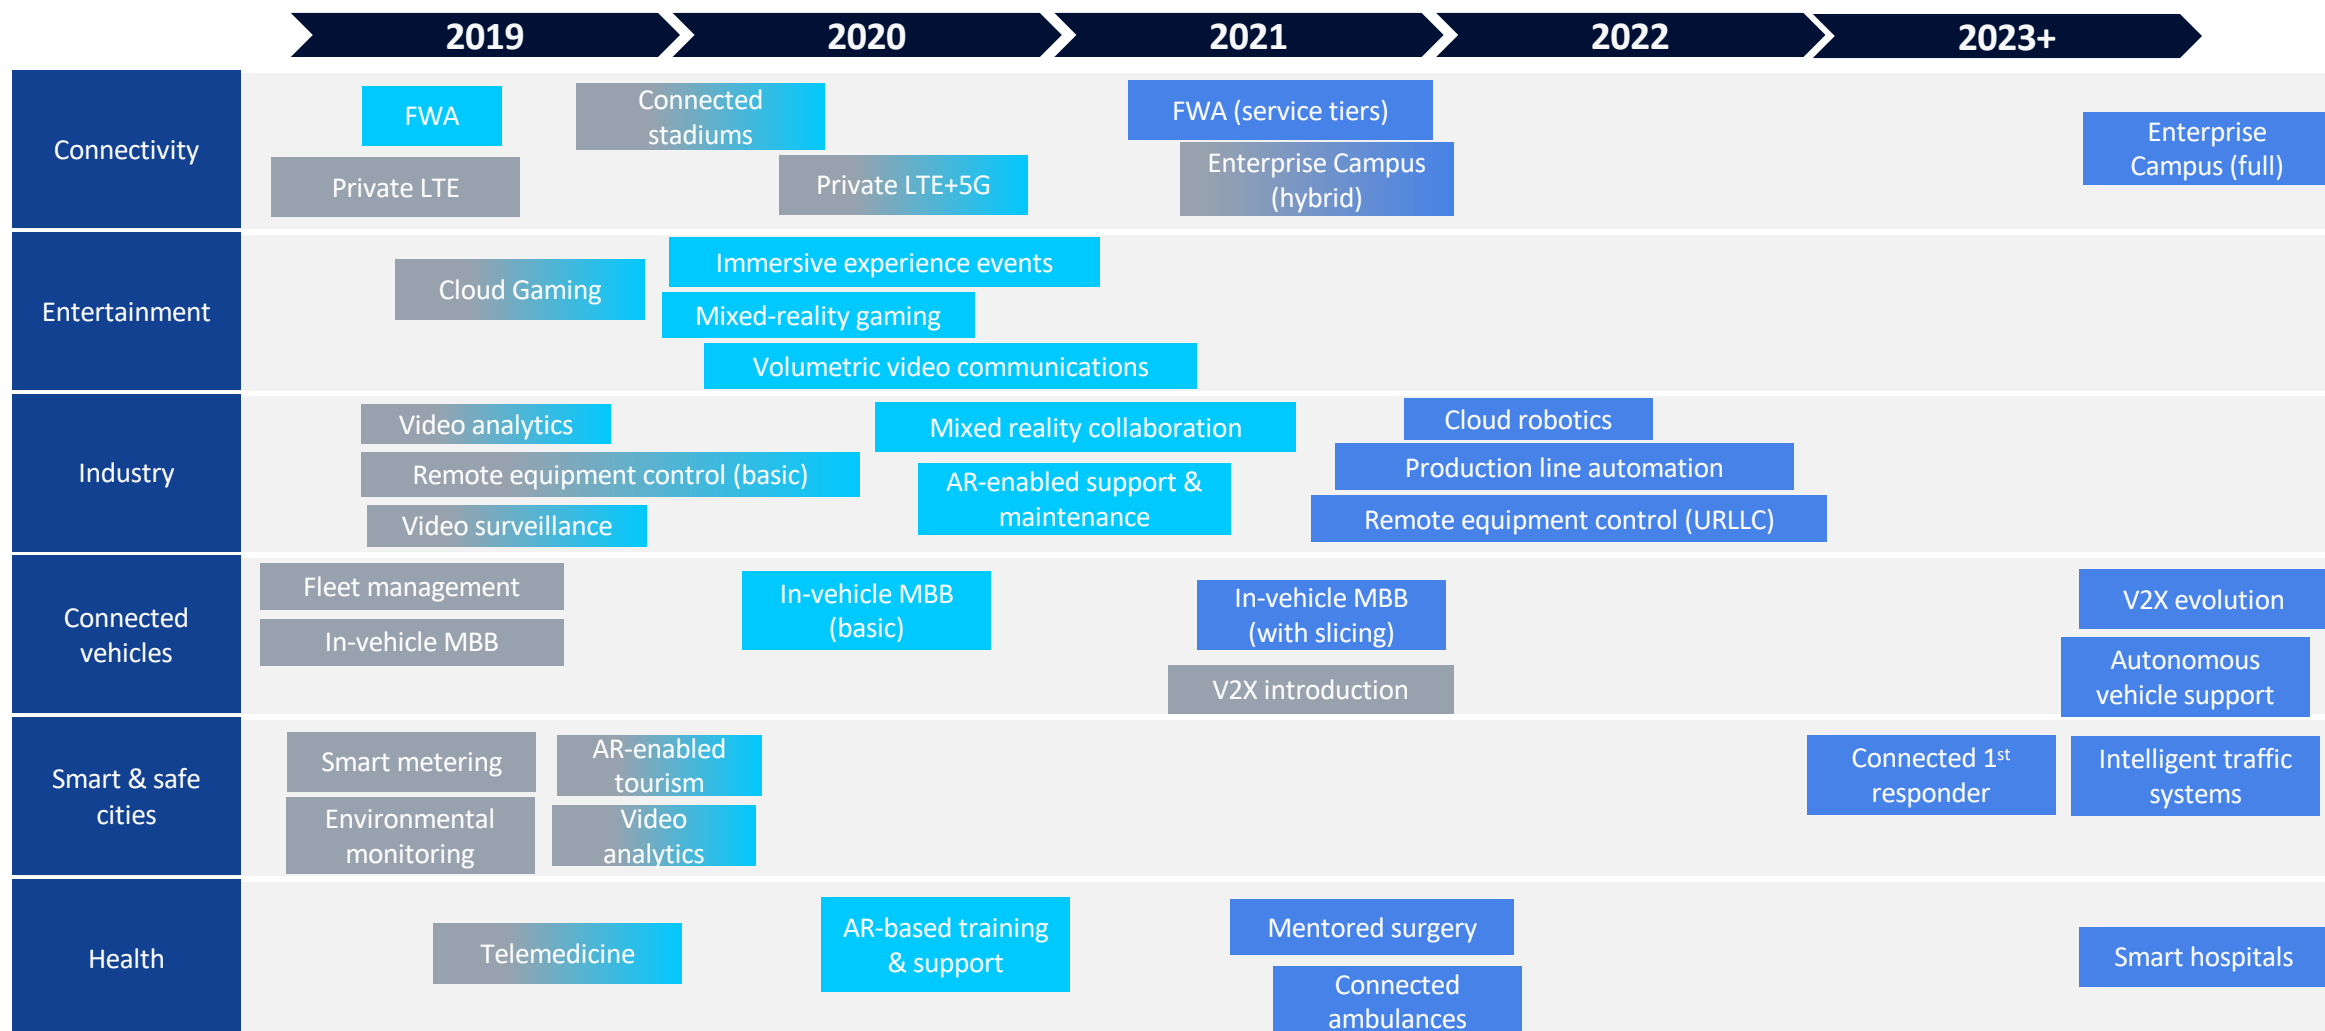 2019
2020
2021
2022
2023+
Connectivity
FWA
Private LTE
Connected
stadiums
Private LTE+5G
FWA (service tiers)
Enterprise Campus
(hybrid)
Enterprise
Campus (full)
Entertainment
Cloud Gaming
Immersive experience events
Mixed-reality gaming
Volumetric video communications
Industry
Video analytics
Remote equipment control (basic)
Video surveillance
Mixed reality collaboration
AR-enabled support &
maintenance
Cloud robotics
Production line automation
Remote equipment control (URLLC)
Connected
vehicles
Fleet management
In-vehicle MBB
In-vehicle MBB
(basic)
In-vehicle MBB
(with slicing)
V2X introduction
V2X evolution
Autonomous
vehicle support
Smart & safe
cities
Smart metering
Environmental
monitoring
AR-enabled
tourism
Video
analytics
Connected 1st
responder
Intelligent traffic
systems
Health
Telemedicine
AR-based training
& support
Mentored surgery
Connected
ambulances
Smart hospitals